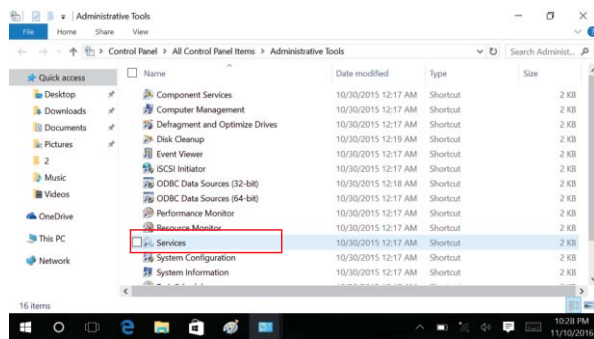 Administrative Tools
File Home Share View
Control Panel > All Control Panel Items > Administrative Tools
Search Administ...
Name Date modified Type Size
Quick access
Desktop
Downloads
Documents
Pictures
2
Music
Videos
OneDrive
This PC
Network
Component Services 10/30/2015 12:17 AM Shortcut 2 KB
Computer Management 10/30/2015 12:17 AM Shortcut 2 KB
Defragment and Optimize Drives 10/30/2015 12:17 AM Shortcut 2 KB
Disk Cleanup 10/30/2015 12:19 AM Shortcut 2 KB
Event Viewer 10/30/2015 12:17 AM Shortcut 2 KB
iSCSI Initiator 10/30/2015 12:17 AM Shortcut 2 KB
ODBC Data Sources (32-bit) 10/30/2015 12:18 AM Shortcut 2 KB
ODBC Data Sources (64-bit) 10/30/2015 12:17 AM Shortcut 2 KB
Performance Monitor 10/30/2015 12:17 AM Shortcut 2 KB
Resource Monitor 10/30/2015 12:17 AM Shortcut 2 KB
Services 10/30/2015 12:17 AM Shortcut 2 KB
System Configuration 10/30/2015 12:17 AM Shortcut 2 KB
System Information 10/30/2015 12:17 AM Shortcut 2 KB
16 items
10:28 PM
11/10/2016